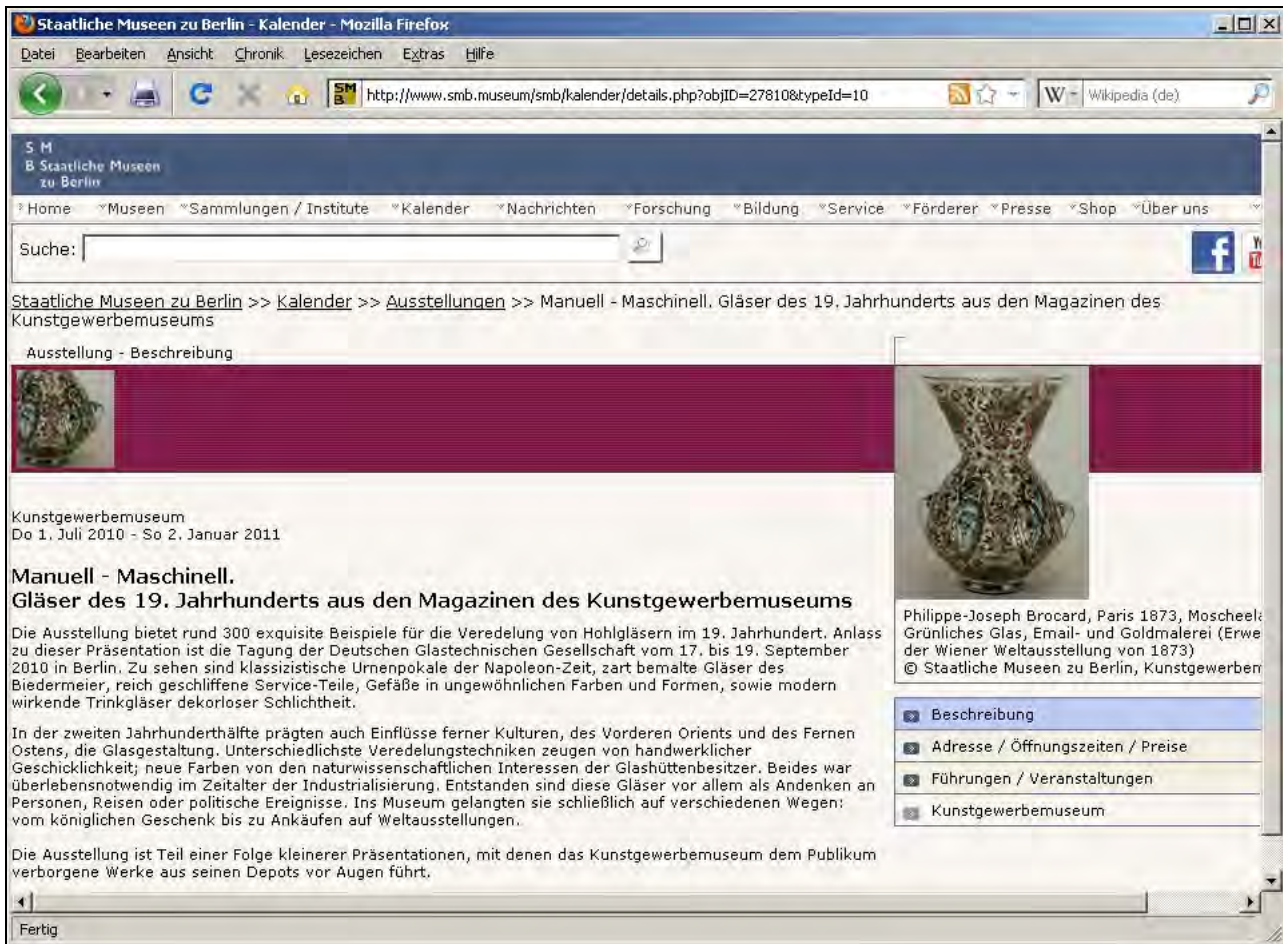 Staatliche Museen zu Berlin - Kalender - Mozilla Firefox
Datei Bearbeiten Ansicht Chronik Lesezeichen Extras Hilfe
SM B http://www.smb.museum/smb/kalender/details.php?objID=27810&typeId=10 W Wikipedia (de)
S M
B Staatliche Museen
zu Berlin
Home Museen Sammlungen / Institute Kalender Nachrichten Forschung Bildung Service Förderer Presse Shop Über uns
Suche: f
Staatliche Museen zu Berlin >> Kalender >> Ausstellungen >> Manuell - Maschinell. Gläser des 19. Jahrhunderts aus den Magazinen des
Kunstgewerbemuseums
Ausstellung - Beschreibung
Kunstgewerbemuseum
Do 1. Juli 2010 - So 2. Januar 2011
Manuell - Maschinell.
Gläser des 19. Jahrhunderts aus den Magazinen des Kunstgewerbemuseums
Die Ausstellung bietet rund 300 exquisite Beispiele für die Veredelung von Hohlgläsern im 19. Jahrhundert. Anlass
zu dieser Präsentation ist die Tagung der Deutschen Glastechnischen Gesellschaft vom 17. bis 19. September
2010 in Berlin. Zu sehen sind klassizistische Urnenpokale der Napoleon-Zeit, zart bemalte Gläser des
Biedermeier, reich geschliffene Service-Teile, Gefäße in ungewöhnlichen Farben und Formen, sowie modern
wirkende Trinkgläser dekorloser Schlichtheit.
In der zweiten Jahrhunderthälfte prägten auch Einflüsse ferner Kulturen, des Vorderen Orients und des Fernen
Ostens, die Glasgestaltung. Unterschiedlichste Veredelungstechniken zeugen von handwerklicher
Geschicklichkeit; neue Farben von den naturwissenschaftlichen Interessen der Glashüttenbesitzer. Beides war
überlebensnotwendig im Zeitalter der Industrialisierung. Entstanden sind diese Gläser vor allem als Andenken an
Personen, Reisen oder politische Ereignisse. Ins Museum gelangten sie schließlich auf verschiedenen Wegen:
vom königlichen Geschenk bis zu Ankäufen auf Weltausstellungen.
Die Ausstellung ist Teil einer Folge kleinerer Präsentationen, mit denen das Kunstgewerbemuseum dem Publikum
verborgene Werke aus seinen Depots vor Augen führt.
Philippe-Joseph Brocard, Paris 1873, Moscheela
Grünliches Glas, Email- und Goldmalerei (Erwe
der Wiener Weltausstellung von 1873)
© Staatliche Museen zu Berlin, Kunstgewerbem
Beschreibung
Adresse / Öffnungszeiten / Preise
Führungen / Veranstaltungen
Kunstgewerbemuseum
Fertig